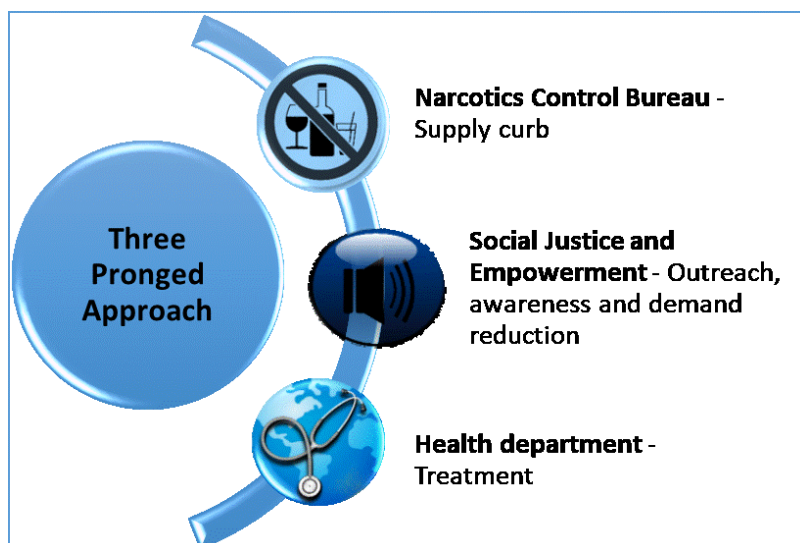 Three
Pronged
Approach
Narcotics Control Bureau -
Supply curb
Social Justice and
Empowerment - Outreach,
awareness and demand
reduction
Health department -
Treatment